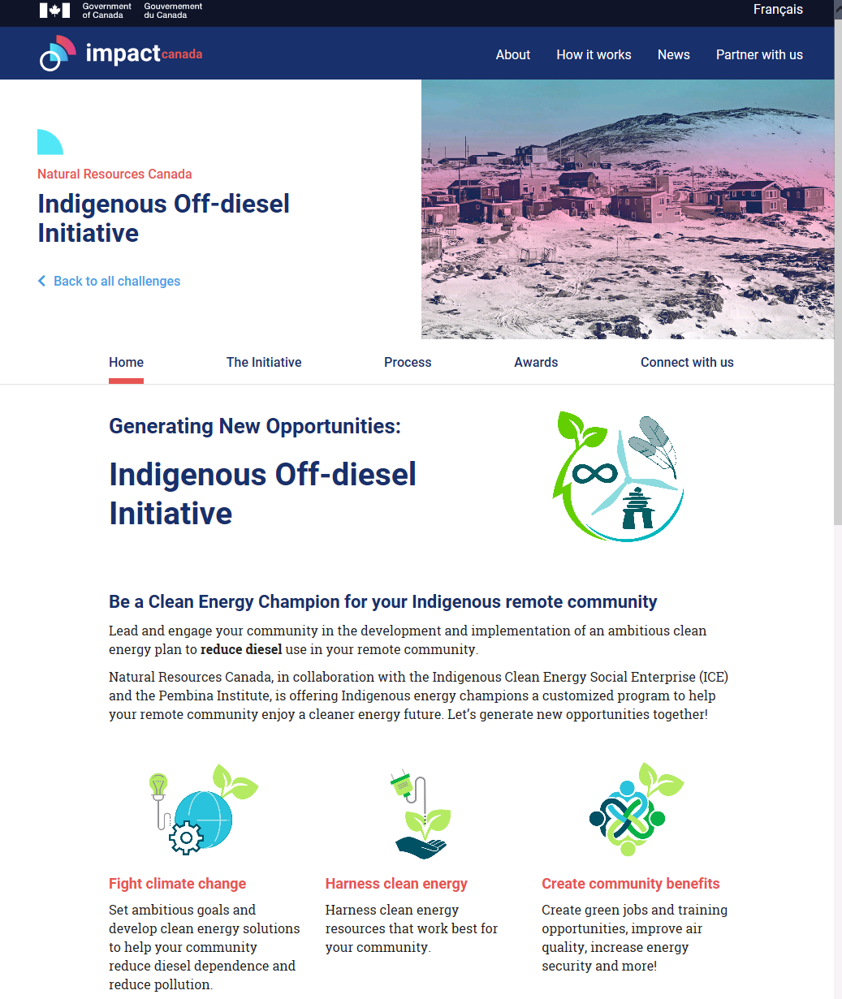 Government of Canada
Gouvernement du Canada
Français
impactcanada
About
How it works
News
Partner with us
Natural Resources Canada
Indigenous Off-diesel
Initiative
Back to all challenges
Home
The Initiative
Process
Awards
Connect with us
Generating New Opportunities:
Indigenous Off-diesel
Initiative
Be a Clean Energy Champion for your Indigenous remote community
Lead and engage your community in the development and implementation of an ambitious clean
energy plan to reduce diesel use in your remote community.
Natural Resources Canada, in collaboration with the Indigenous Clean Energy Social Enterprise (ICE)
and the Pembina Institute, is offering Indigenous energy champions a customized program to help
your remote community enjoy a cleaner energy future. Let’s generate new opportunities together!
Fight climate change
Set ambitious goals and
develop clean energy solutions
to help your community
reduce diesel dependence and
reduce pollution.
Harness clean energy
Harness clean energy
resources that work best for
your community.
Create community benefits
Create green jobs and training
opportunities, improve air
quality, increase energy
security and more!